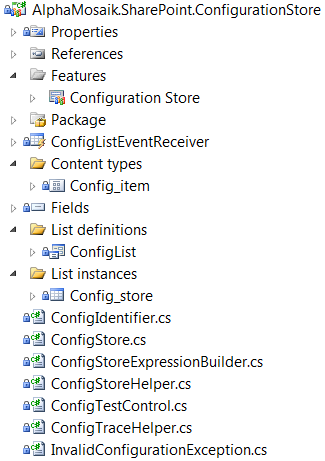 AlphaMosaik.SharePoint.ConfigurationStore
Properties
References
Features
Configuration Store
Package
ConfigListEventReceiver
Content types
Config_item
Fields
List definitions
ConfigList
List instances
Config_store
ConfigIdentifier.cs
ConfigStore.cs
ConfigStoreExpressionBuilder.cs
ConfigStoreHelper.cs
ConfigTestControl.cs
ConfigTraceHelper.cs
InvalidConfigurationException.cs